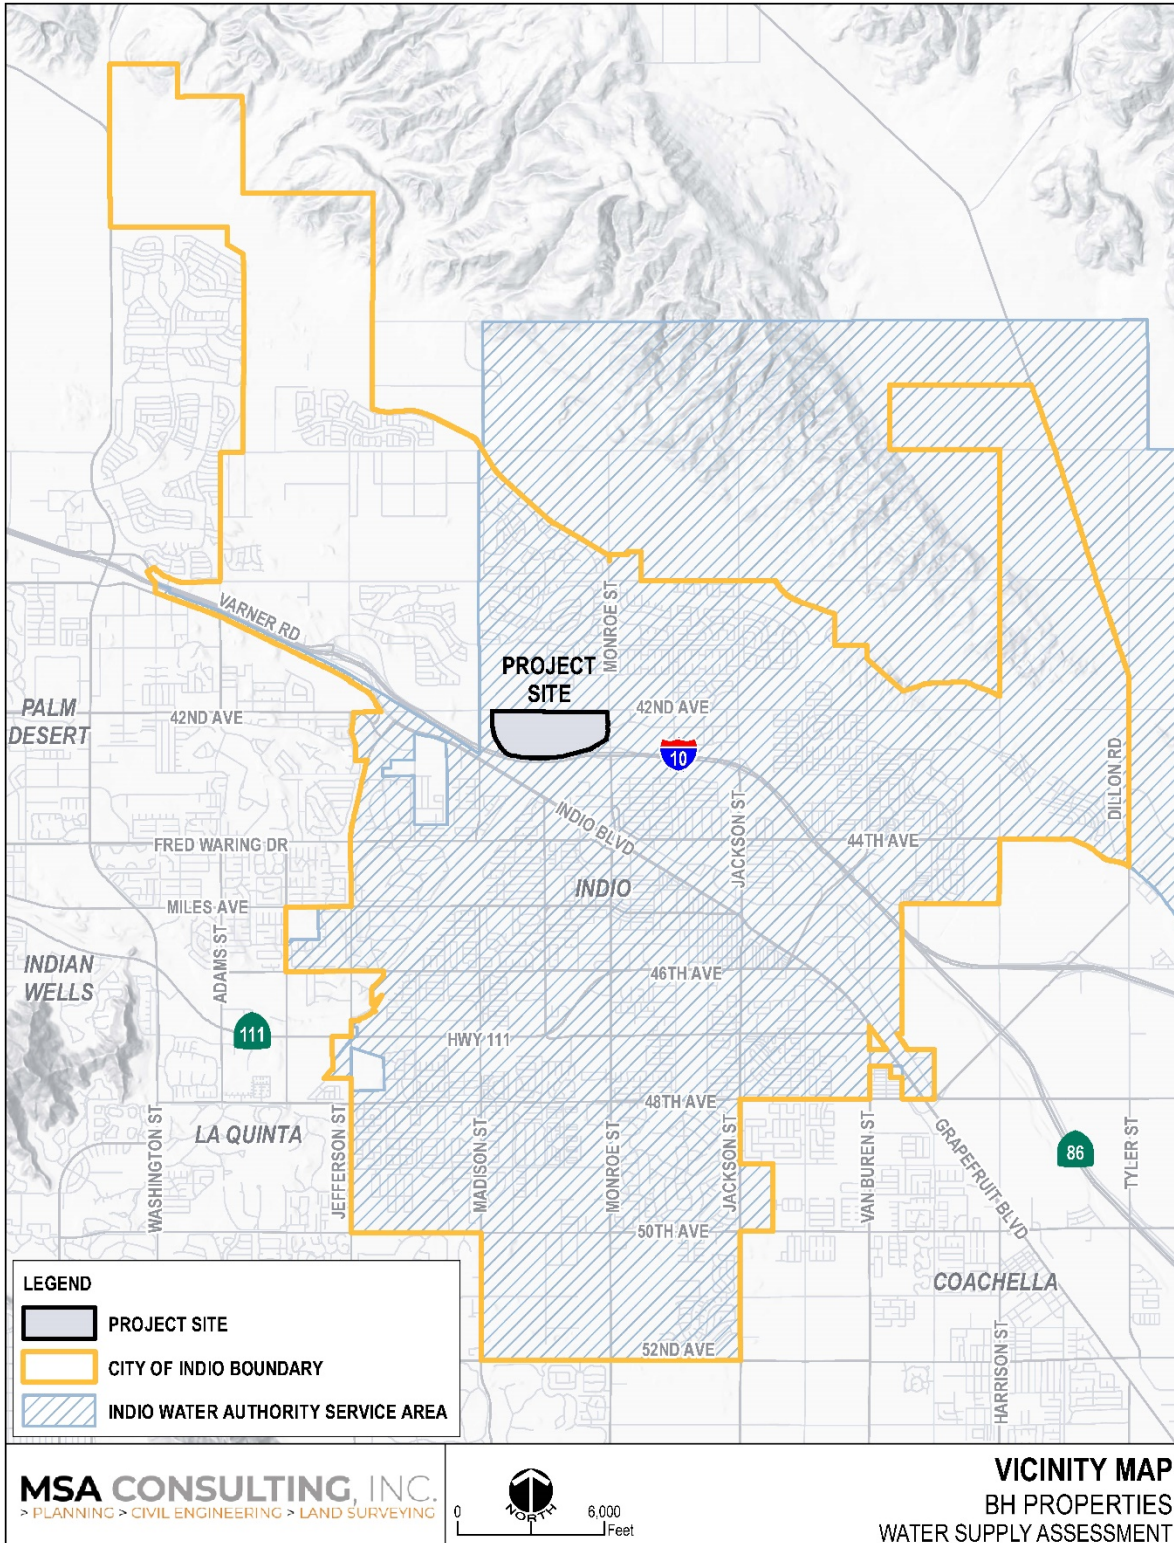 VARNER RD
MONROE ST
PROJECT
SITE
PALM
DESERT
42ND AVE
42ND AVE
10
DILLON RD
INDIO BLVD
JACKSON ST
FRED WARING DR
44TH AVE
INDIO
MILES AVE
ADAMS ST
INDIAN
WELLS
46TH AVE
111
HWY 111
48TH AVE
WASHINGTON ST
LA QUINTA
JEFFERSON ST
MADISON ST
MONROE ST
JACKSON ST
VAN BUREN ST
GRAPEFRUIT BLVD
86
TYLER ST
50TH AVE
COACHELLA
HARRISON ST
52ND AVE
LEGEND
PROJECT SITE
CITY OF INDIO BOUNDARY
INDIO WATER AUTHORITY SERVICE AREA
MSA CONSULTING, INC.
> PLANNING > CIVIL ENGINEERING > LAND SURVEYING
NORTH
0 6,000
Feet
VICINITY MAP
BH PROPERTIES
WATER SUPPLY ASSESSMENT